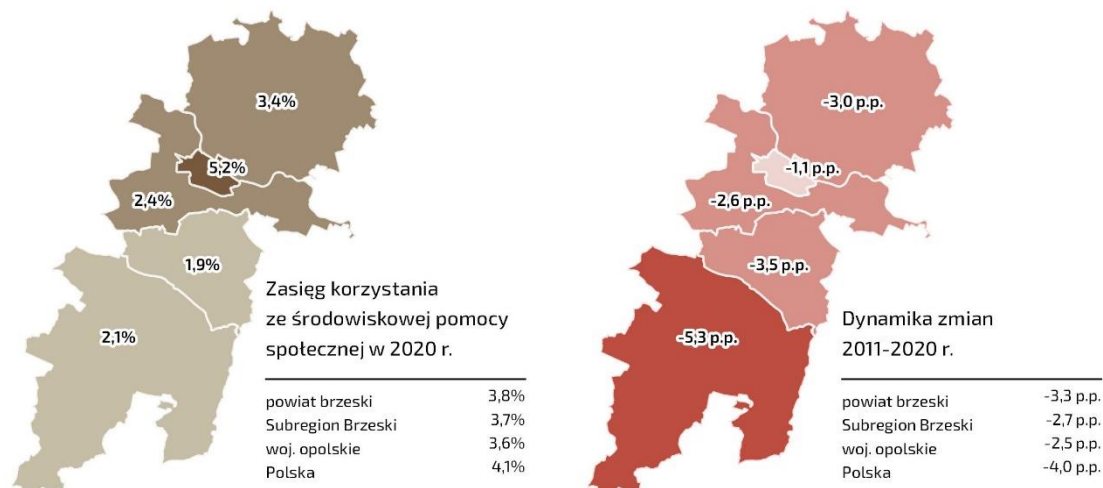 3,4%
5,2%
2,4%
1,9%
2,1%
Zasięg korzystania
ze środowiskowej pomocy
społecznej w 2020 r.
powiat brzeski 3,8%
Subregion Brzeski 3,7%
woj. opolskie 3,6%
Polska 4,1%
-3,0 p.p.
-1,1 p.p.
-2,6 p.p.
-3,5 p.p.
-5,3 p.p.
Dynamika zmian
2011-2020 r.
powiat brzeski -3,3 p.p.
Subregion Brzeski -2,7 p.p.
woj. opolskie -2,5 p.p.
Polska -4,0 p.p.